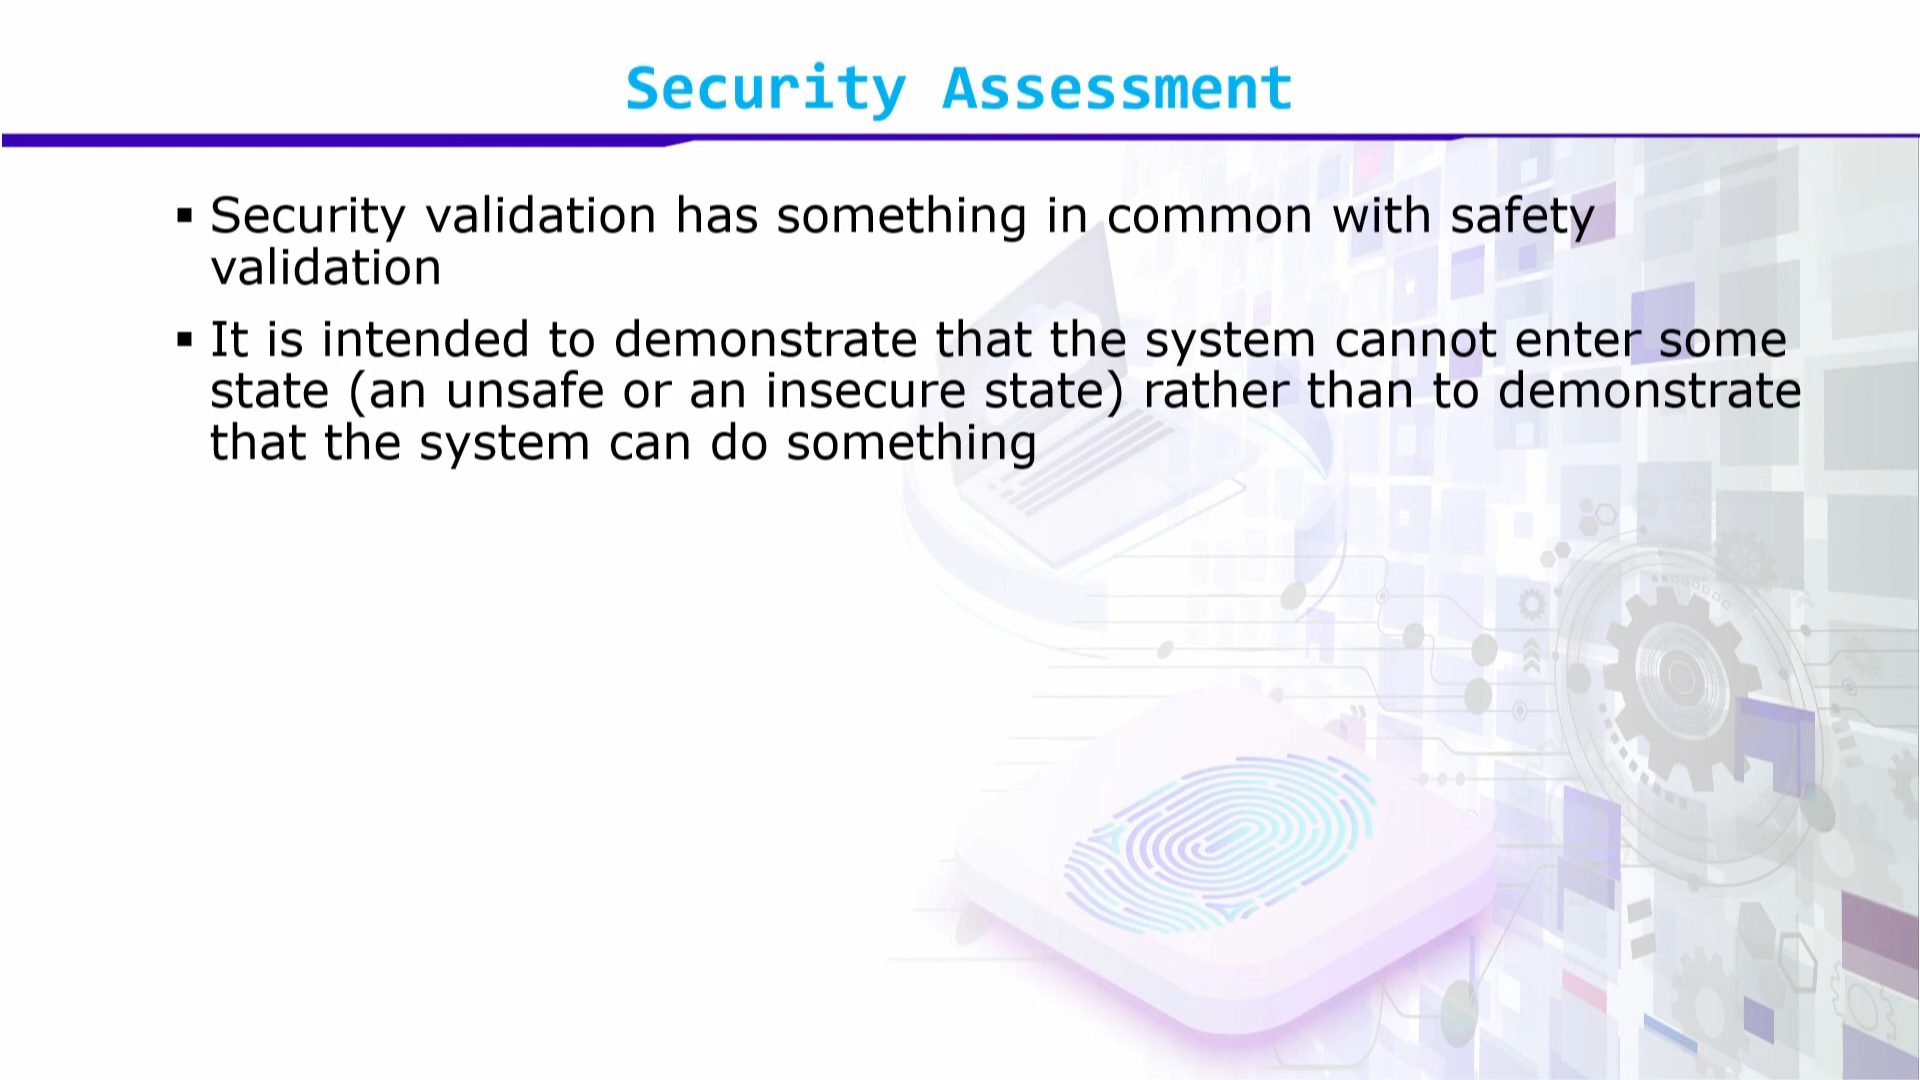 Security Assessment
▪ Security validation has something in common with safety
validation
▪ It is intended to demonstrate that the system cannot enter some
state (an unsafe or an insecure state) rather than to demonstrate
that the system can do something